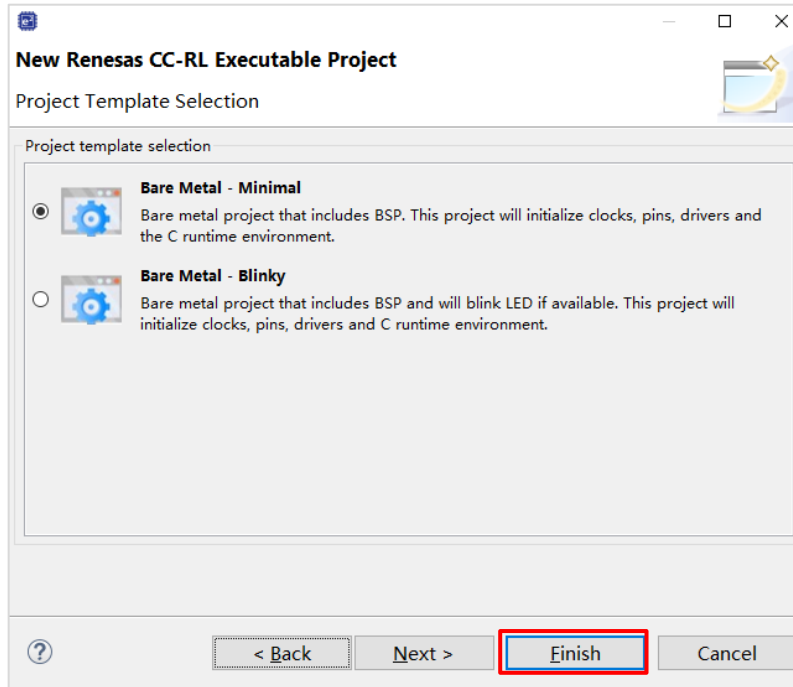 New Renesas CC-RL Executable Project
Project Template Selection
Project template selection
Bare Metal - Minimal
Bare metal project that includes BSP. This project will initialize clocks, pins, drivers and
the C runtime environment.
Bare Metal - Blinky
Bare metal project that includes BSP and will blink LED if available. This project will
initialize clocks, pins, drivers and C runtime environment.
?
< Back
Next >
Finish
Cancel